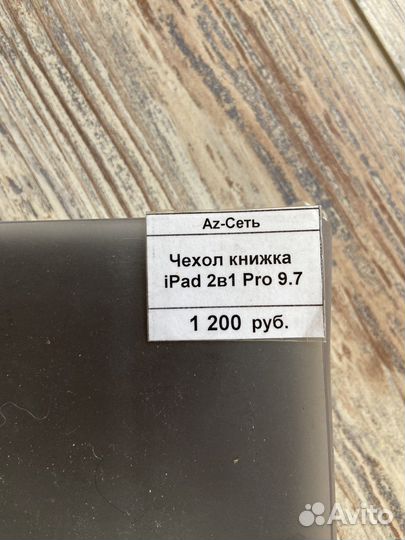 Az-Сеть
Чехол книжка
iPad 2в1 Pro 9.7
1 200 руб.
Avito